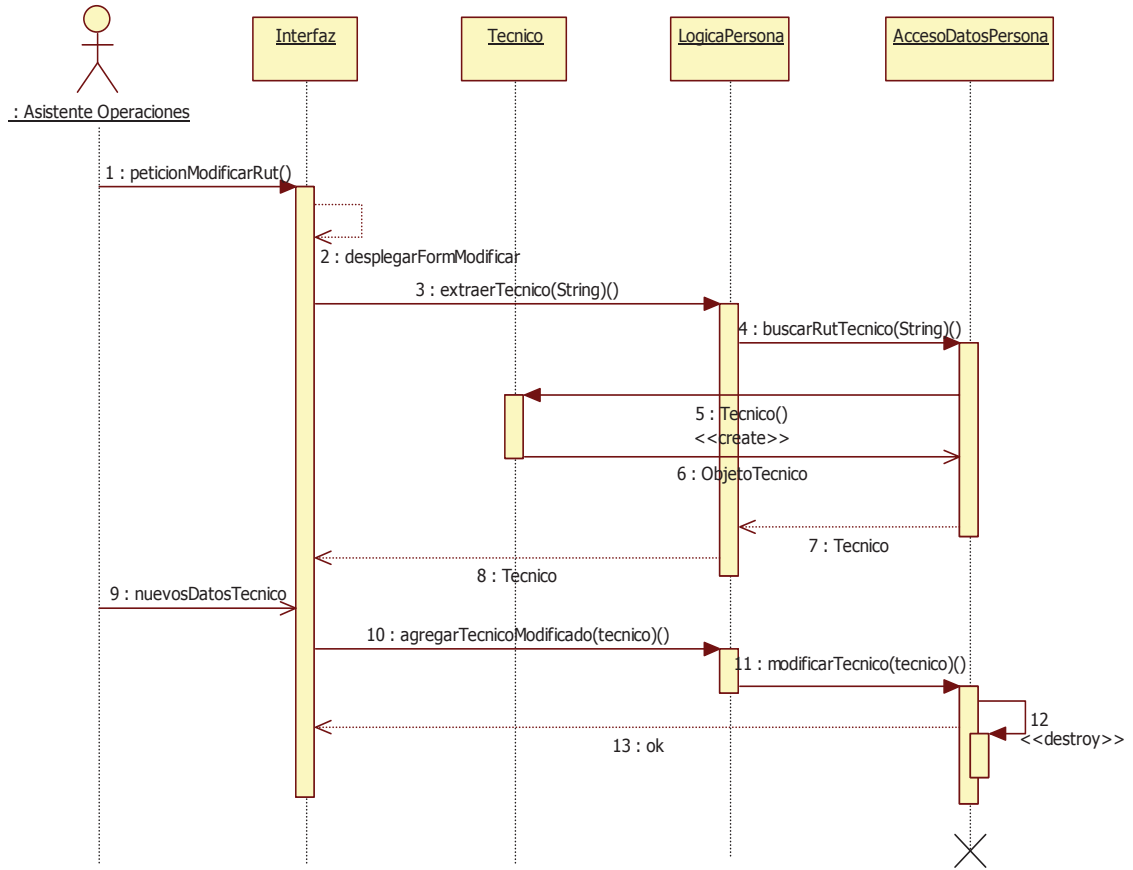 Interfaz
Tecnico
LogicaPersona
AccesoDatosPersona
: Asistente Operaciones
1 : peticionModificarRut()
2 : desplegarFormModificar
3 : extraerTecnico(String)()
4 : buscarRutTecnico(String)()
5 : Tecnico()
<<create>>
6 : ObjetoTecnico
7 : Tecnico
8 : Tecnico
9 : nuevosDatosTecnico
10 : agregarTecnicoModificado(tecnico)()
11 : modificarTecnico(tecnico)()
12
<<destroy>>
13 : ok